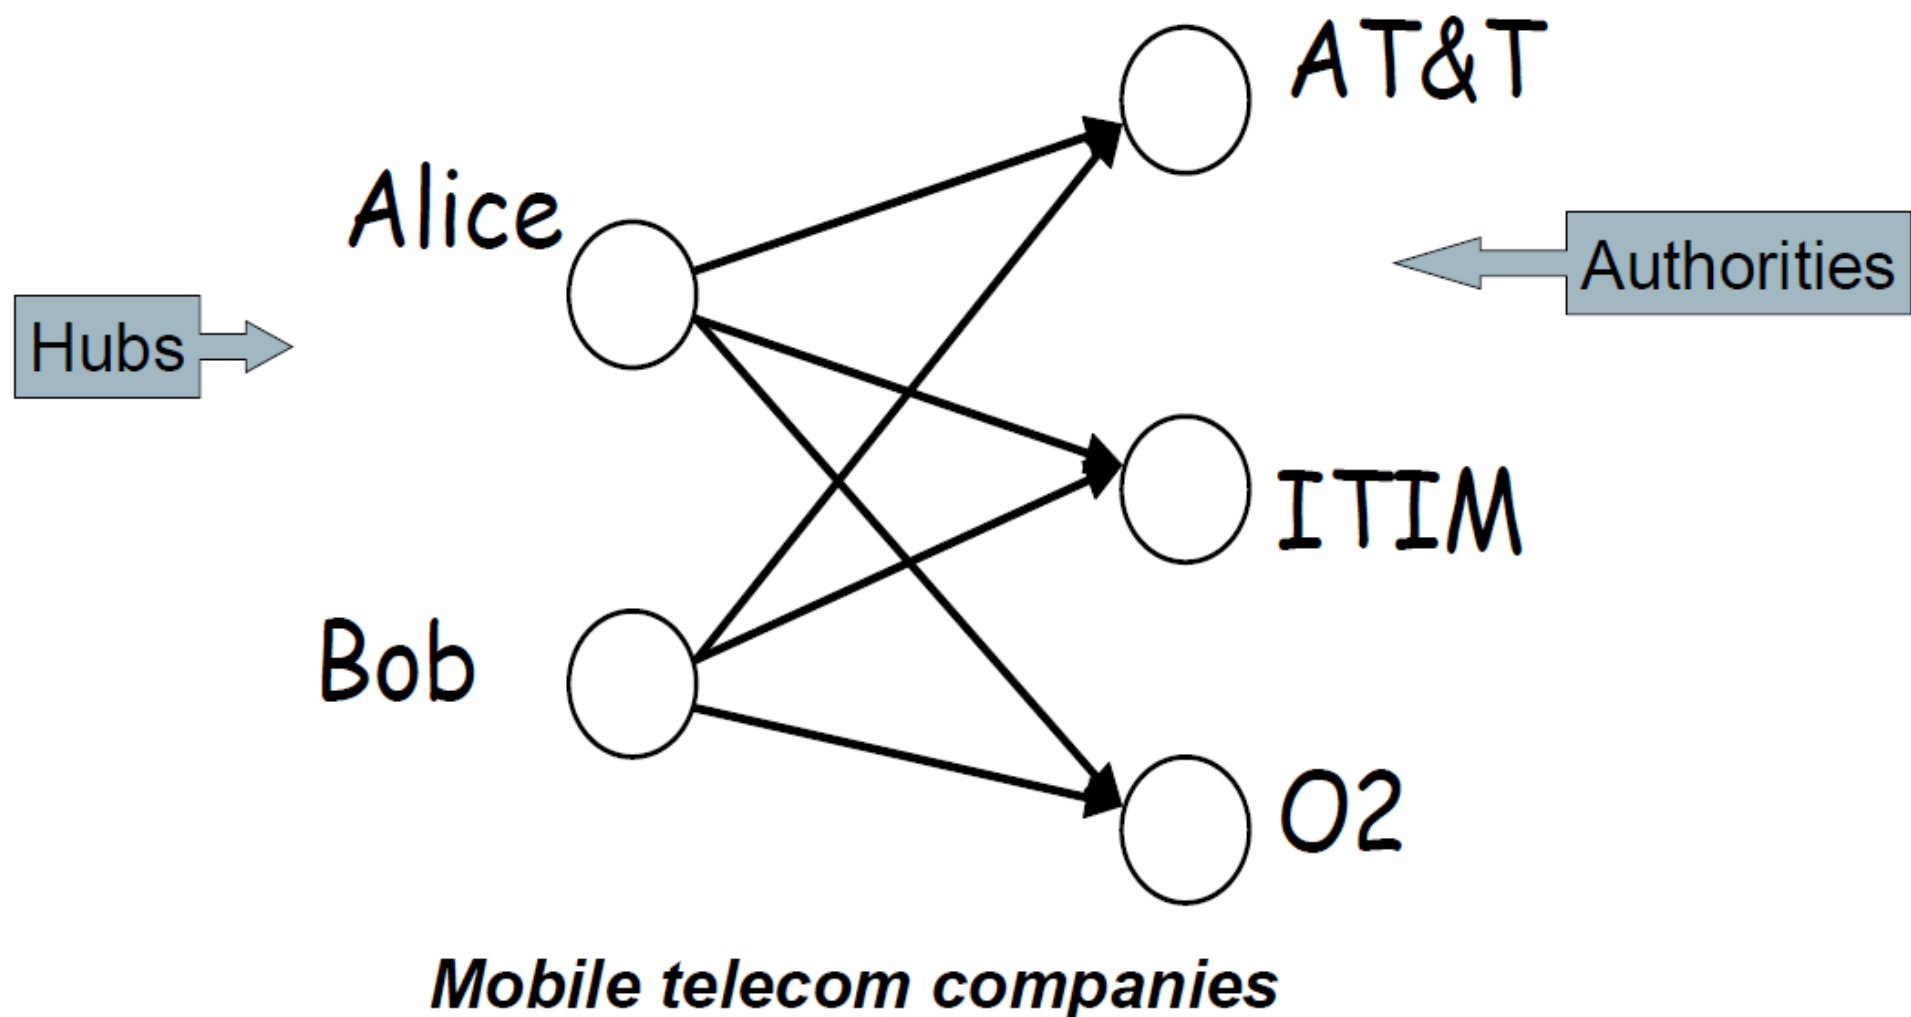 AT&T
Alice
Authorities
Hubs
ITIM
Bob
O2
Mobile telecom companies